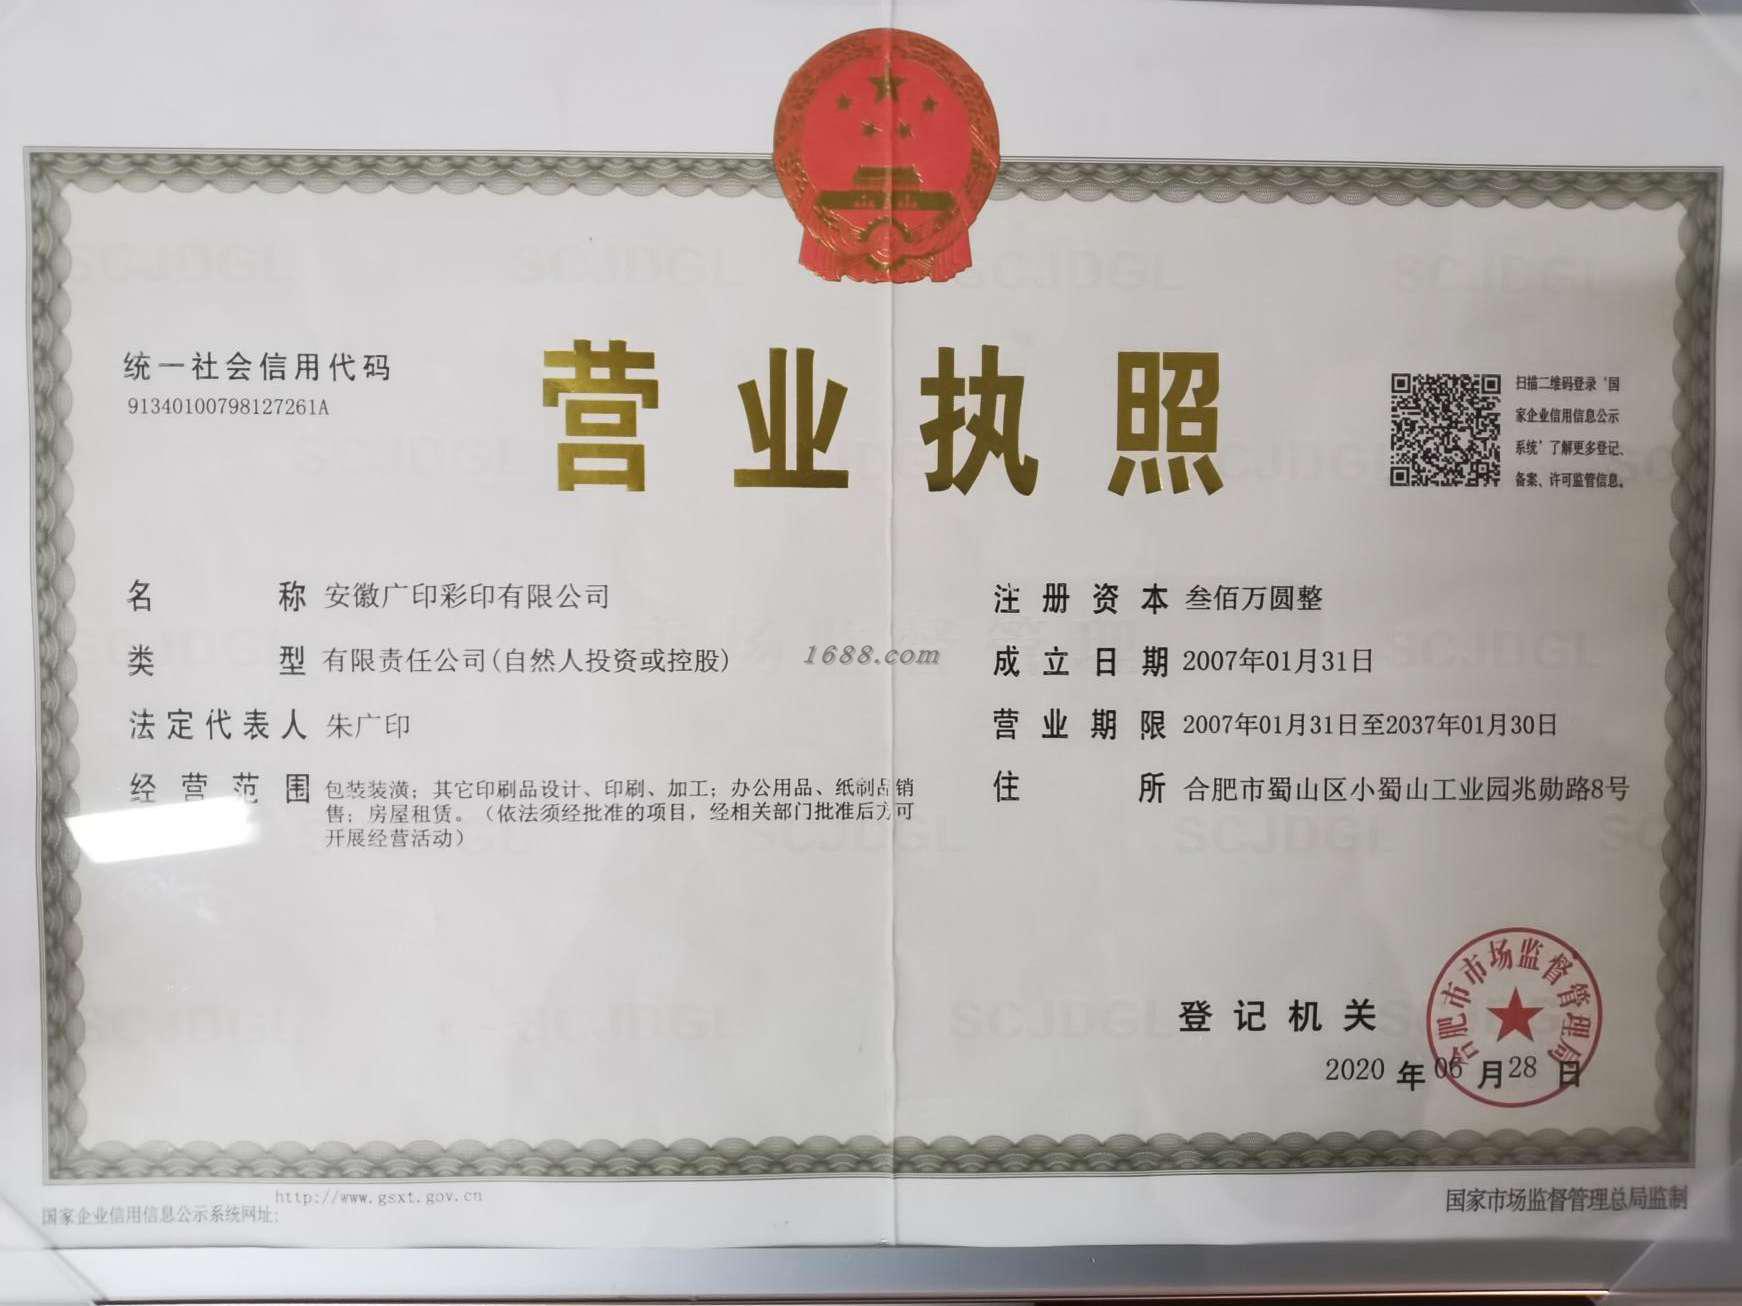 统一社会信用代码
91340100798127261A
营业执照
扫描二维码登录‘国
家企业信用信息公示
系统’了解更多登记、
备案、许可监管信息。
名称 安徽广印彩印有限公司
类型 有限责任公司(自然人投资或控股)
法定代表人 朱广印
经营范围 包装装潢；其它印刷品设计、印刷、加工；办公用品、纸制品销
售；房屋租赁。（依法须经批准的项目，经相关部门批准后方可
开展经营活动）
注册资本 叁佰万圆整
成立日期 2007年01月31日
营业期限 2007年01月31日至2037年01月30日
住所 合肥市蜀山区小蜀山工业园兆勋路8号
1688.com
登记机关
合肥市市场监督管理局
2020年06月28日
国家企业信用信息公示系统网址：http://www.gsxt.gov.cn
国家市场监督管理总局监制
SCJDGL